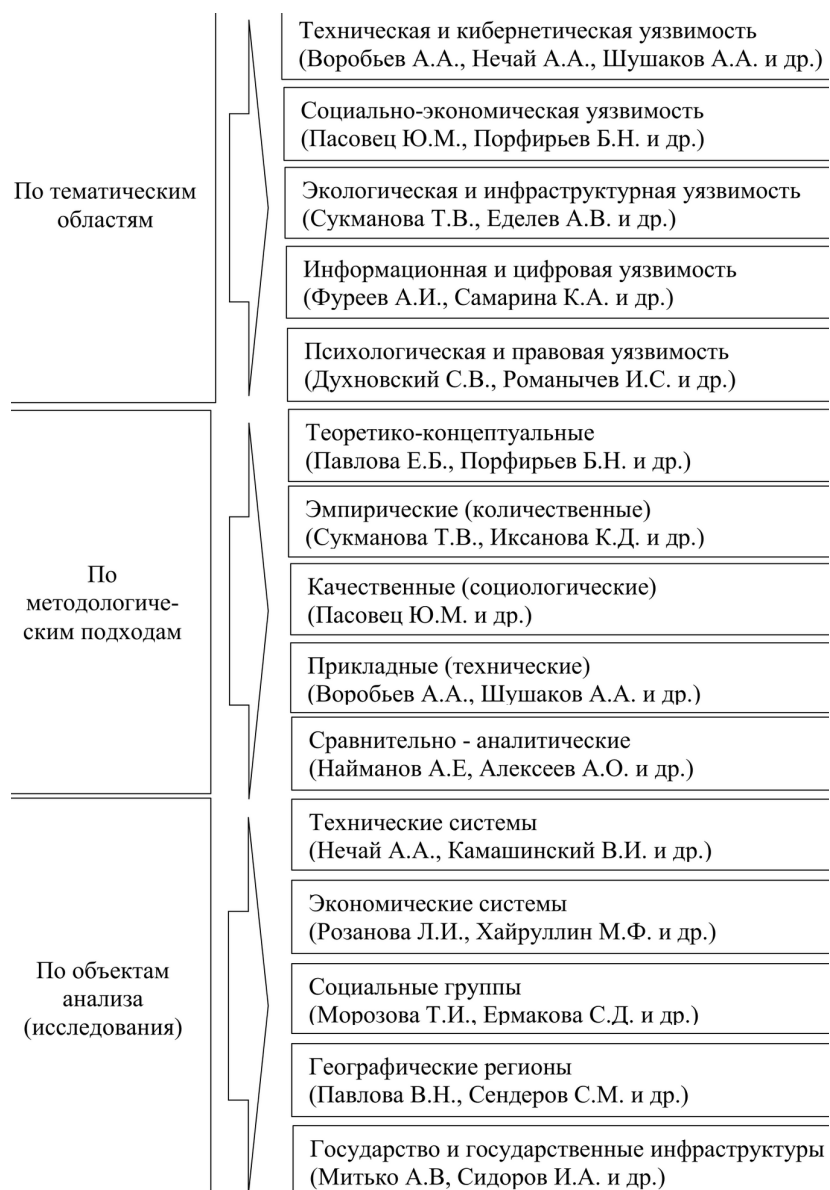 По тематическим
областям
Техническая и кибернетическая уязвимость
(Воробьев А.А., Нечай А.А., Шушаков А.А. и др.)
Социально-экономическая уязвимость
(Пасовец Ю.М., Порфирьев Б.Н. и др.)
Экологическая и инфраструктурная уязвимость
(Сукманова Т.В., Еделев А.В. и др.)
Информационная и цифровая уязвимость
(Фуреев А.И., Самарина К.А. и др.)
Психологическая и правовая уязвимость
(Духновский С.В., Романычев И.С. и др.)
По
методологиче-
ским подходам
Теоретико-концептуальные
(Павлова Е.Б., Порфирьев Б.Н. и др.)
Эмпирические (количественные)
(Сукманова Т.В., Иксанова К.Д. и др.)
Качественные (социологические)
(Пасовец Ю.М. и др.)
Прикладные (технические)
(Воробьев А.А., Шушаков А.А. и др.)
Сравнительно - аналитические
(Найманов А.Е, Алексеев А.О. и др.)
По объектам
анализа
(исследования)
Технические системы
(Нечай А.А., Камашинский В.И. и др.)
Экономические системы
(Розанова Л.И., Хайруллин М.Ф. и др.)
Социальные группы
(Морозова Т.И., Ермакова С.Д. и др.)
Географические регионы
(Павлова В.Н., Сендеров С.М. и др.)
Государство и государственные инфраструктуры
(Митько А.В, Сидоров И.А. и др.)